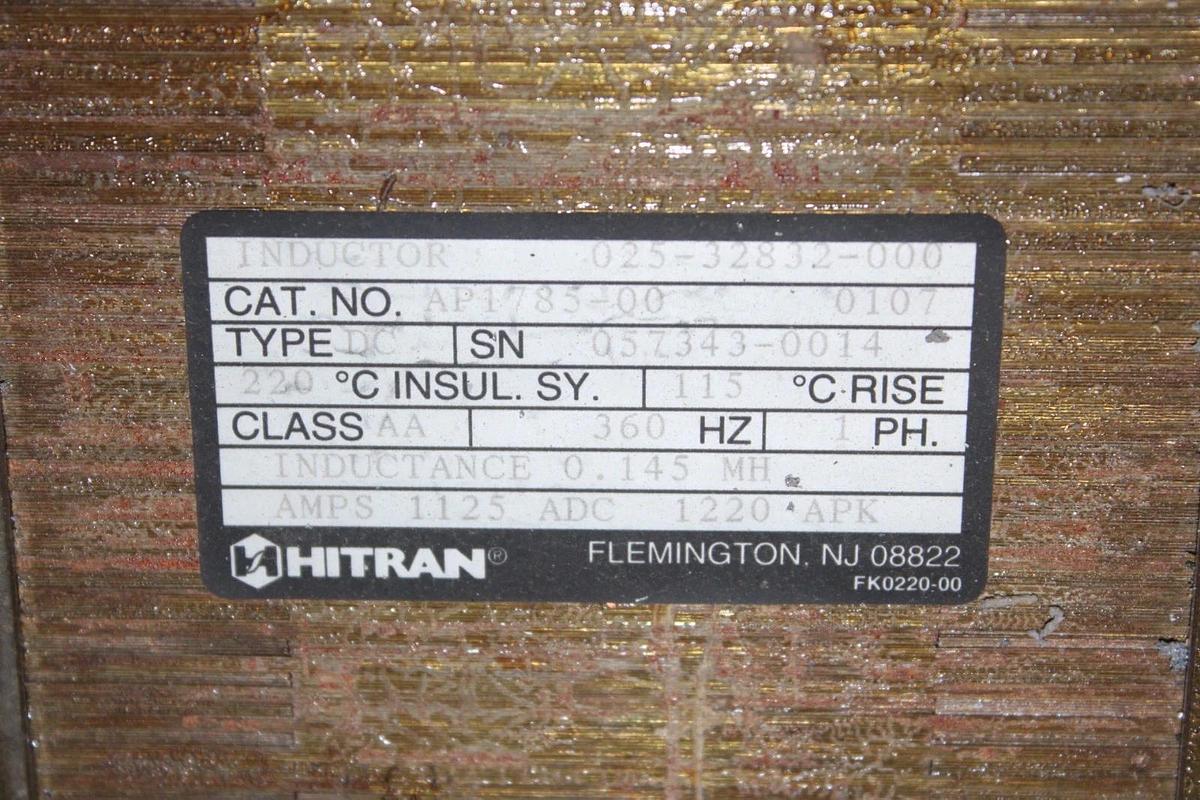 INDUCTOR 025-32832-000
CAT. NO. AP1785-00 0107
TYPE DC SN 057343-0014
220 °C INSUL. SY. 115 °C RISE
CLASS AA 360 HZ 1 PH.
INDUCTANCE 0.145 MH
AMPS 1125 ADC 1220 APK
HITRAN® FLEMINGTON, NJ 08822
FK0220-00